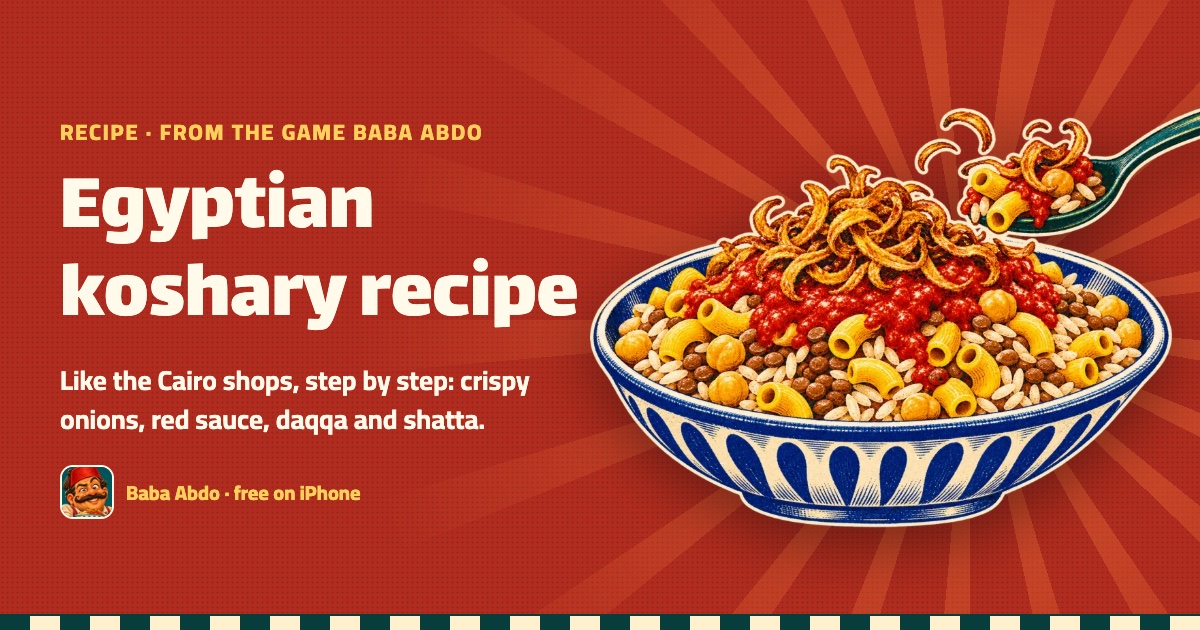 RECIPE · FROM THE GAME BABA ABDO
Egyptian
koshary recipe
Like the Cairo shops, step by step: crispy
onions, red sauce, daqqa and shatta.
Baba Abdo · free on iPhone